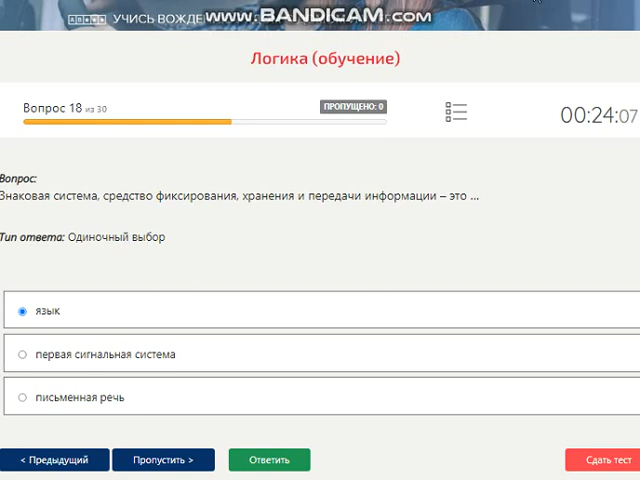 УЧИСЬ ВОЖДЕ
www.BANDICAM.com
Логика (обучение)
Вопрос 18 из 30
ПРОПУЩЕНО: 0
00:24:07
Вопрос:
Знаковая система, средство фиксирования, хранения и передачи информации – это ...
Тип ответа: Одиночный выбор
язык
первая сигнальная система
письменная речь
< Предыдущий
Пропустить >
Ответить
Сдать тест